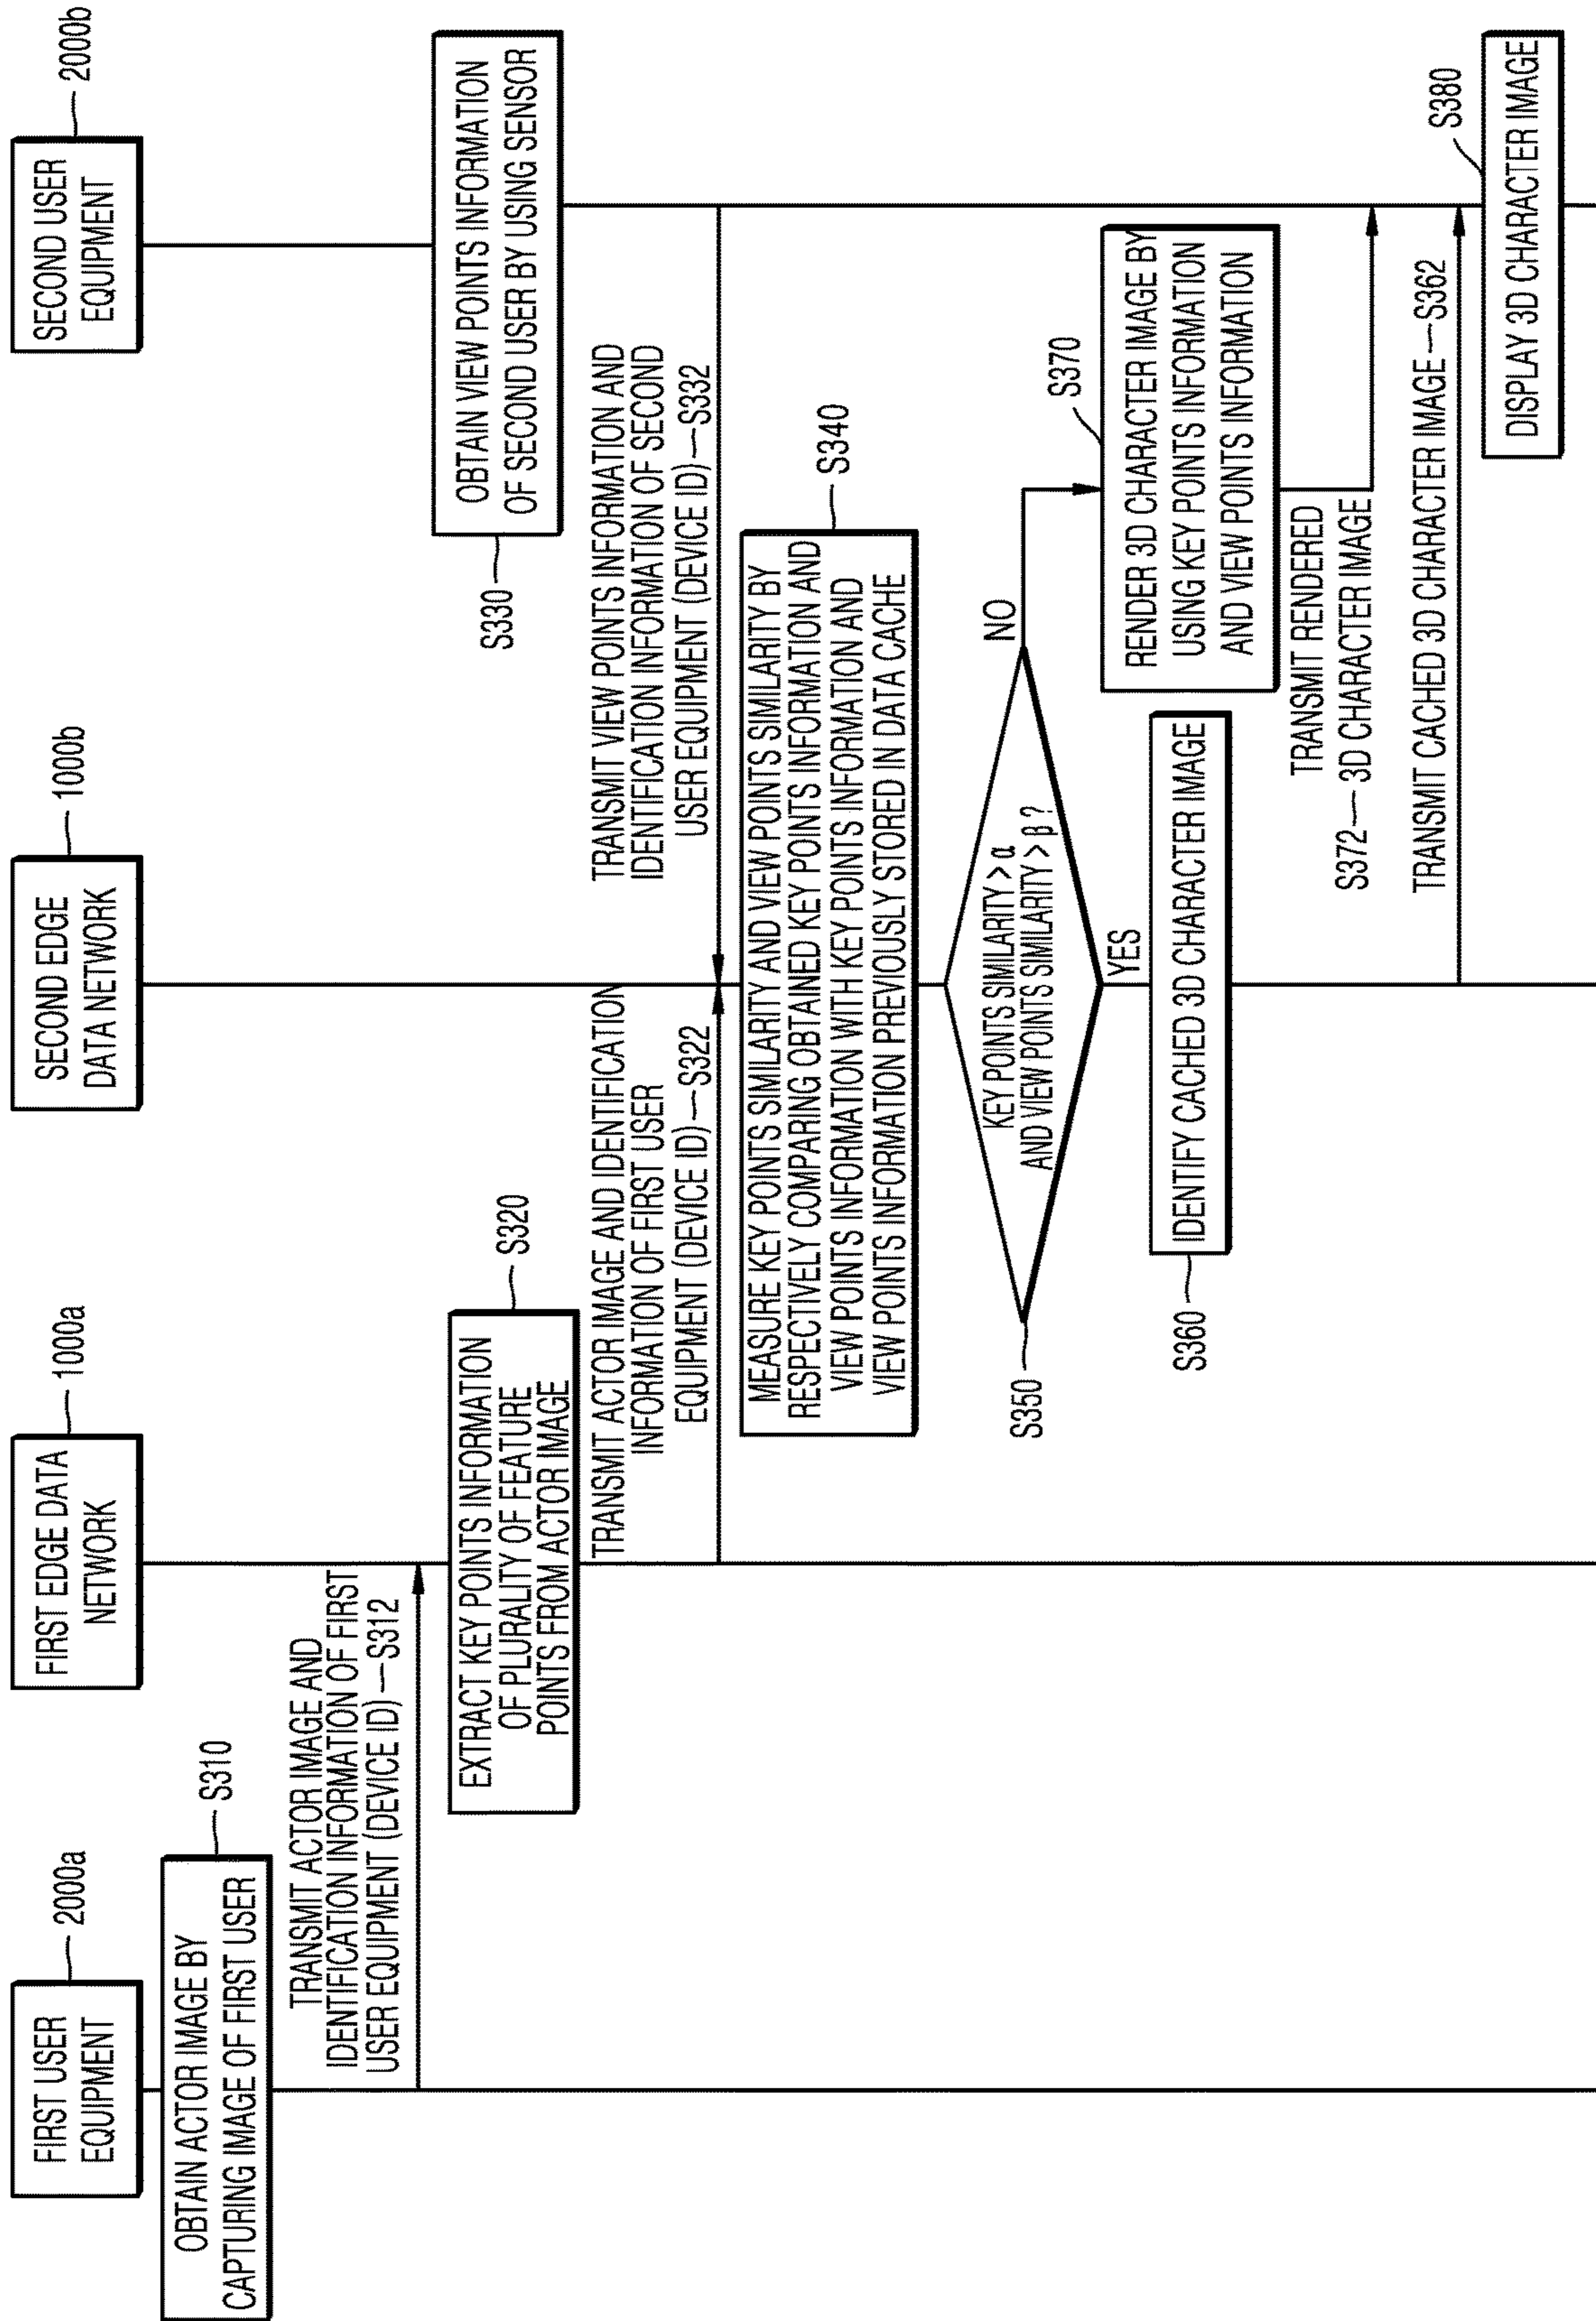 FIRST USER
EQUIPMENT
2000a
FIRST EDGE DATA
NETWORK
1000a
SECOND EDGE
DATA NETWORK
1000b
SECOND USER
EQUIPMENT
2000b
OBTAIN ACTOR IMAGE BY
CAPTURING IMAGE OF FIRST USER
S310
TRANSMIT ACTOR IMAGE AND
IDENTIFICATION INFORMATION OF FIRST
USER EQUIPMENT (DEVICE ID)
S312
EXTRACT KEY POINTS INFORMATION
OF PLURALITY OF FEATURE
POINTS FROM ACTOR IMAGE
S320
OBTAIN VIEW POINTS INFORMATION
OF SECOND USER BY USING SENSOR
S330
TRANSMIT ACTOR IMAGE AND IDENTIFICATION
INFORMATION OF FIRST USER
EQUIPMENT (DEVICE ID)
S322
TRANSMIT VIEW POINTS INFORMATION AND
IDENTIFICATION INFORMATION OF SECOND
USER EQUIPMENT (DEVICE ID)
S332
MEASURE KEY POINTS SIMILARITY AND VIEW POINTS SIMILARITY BY
RESPECTIVELY COMPARING OBTAINED KEY POINTS INFORMATION AND
VIEW POINTS INFORMATION WITH KEY POINTS INFORMATION AND
VIEW POINTS INFORMATION PREVIOUSLY STORED IN DATA CACHE
S340
KEY POINTS SIMILARITY > α
AND VIEW POINTS SIMILARITY > β ?
S350
NO
YES
RENDER 3D CHARACTER IMAGE BY
USING KEY POINTS INFORMATION
AND VIEW POINTS INFORMATION
S370
IDENTIFY CACHED 3D CHARACTER IMAGE
S360
TRANSMIT RENDERED
S372
3D CHARACTER IMAGE
TRANSMIT CACHED 3D CHARACTER IMAGE
S362
DISPLAY 3D CHARACTER IMAGE
S380